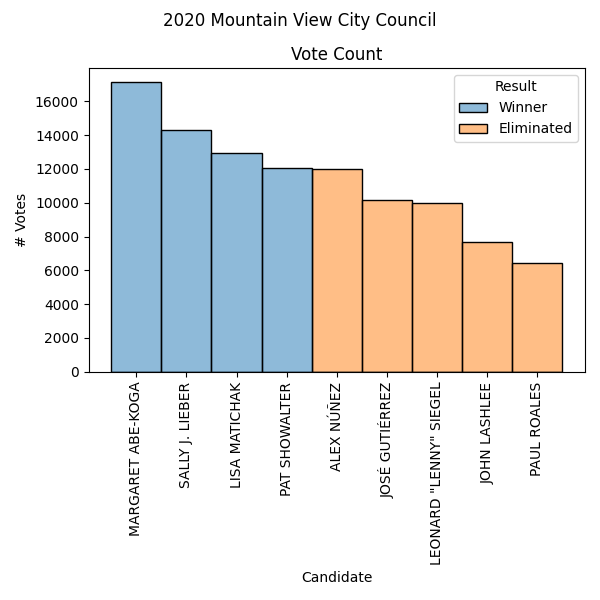 2020 Mountain View City Council
Vote Count
Result
Winner
Eliminated
# Votes
16000
14000
12000
10000
8000
6000
4000
2000
0
MARGARET ABE-KOGA
SALLY J. LIEBER
LISA MATICHAK
PAT SHOWALTER
ALEX NÚÑEZ
JOSÉ GUTIÉRREZ
LEONARD "LENNY" SIEGEL
JOHN LASHLEE
PAUL ROALES
Candidate